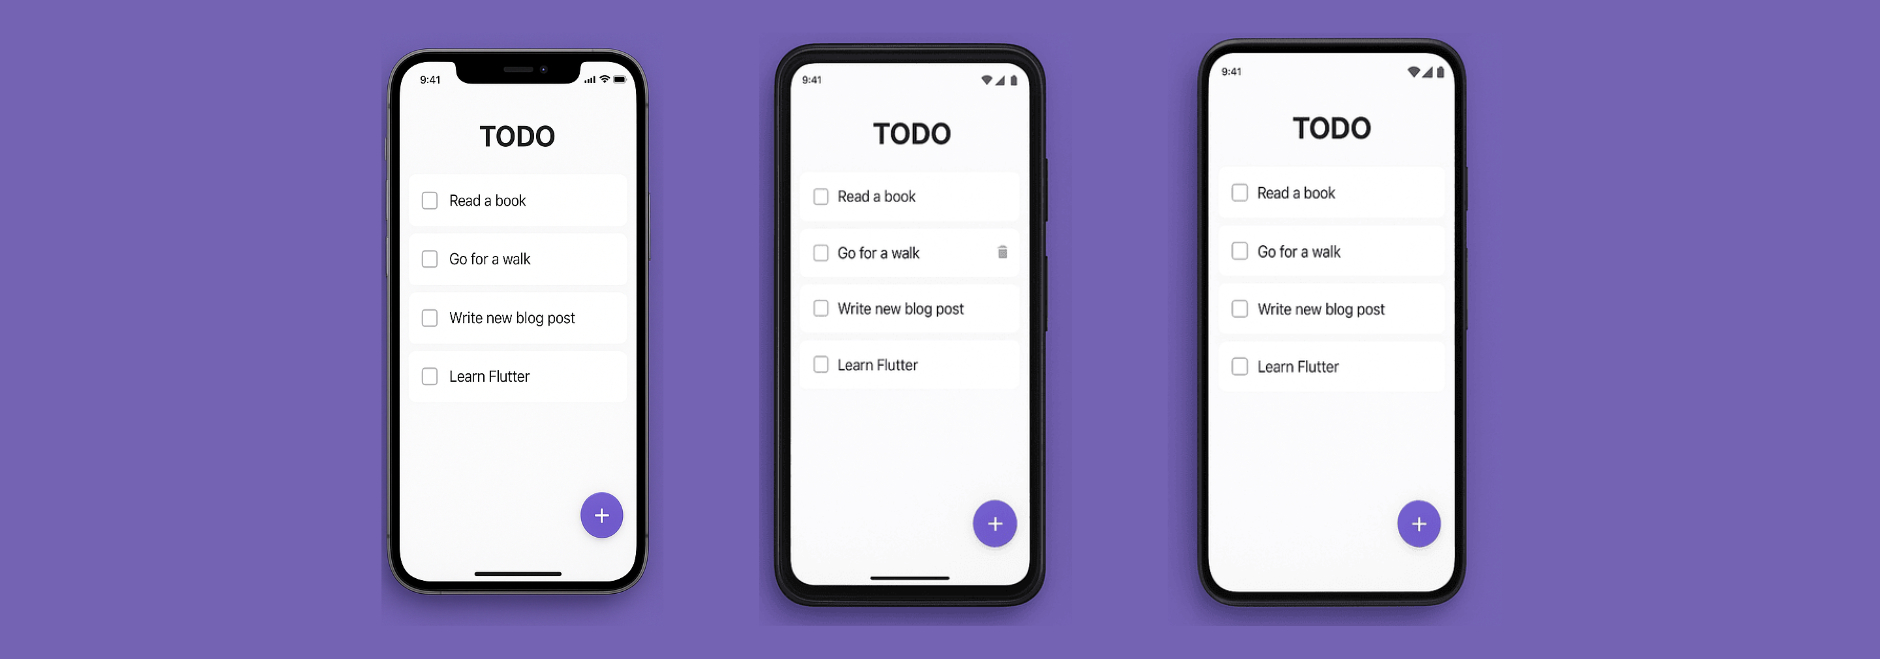 9:41
TODO
Read a book
Go for a walk
Write new blog post
Learn Flutter
9:41
TODO
Read a book
Go for a walk
Write new blog post
Learn Flutter
9:41
TODO
Read a book
Go for a walk
Write new blog post
Learn Flutter